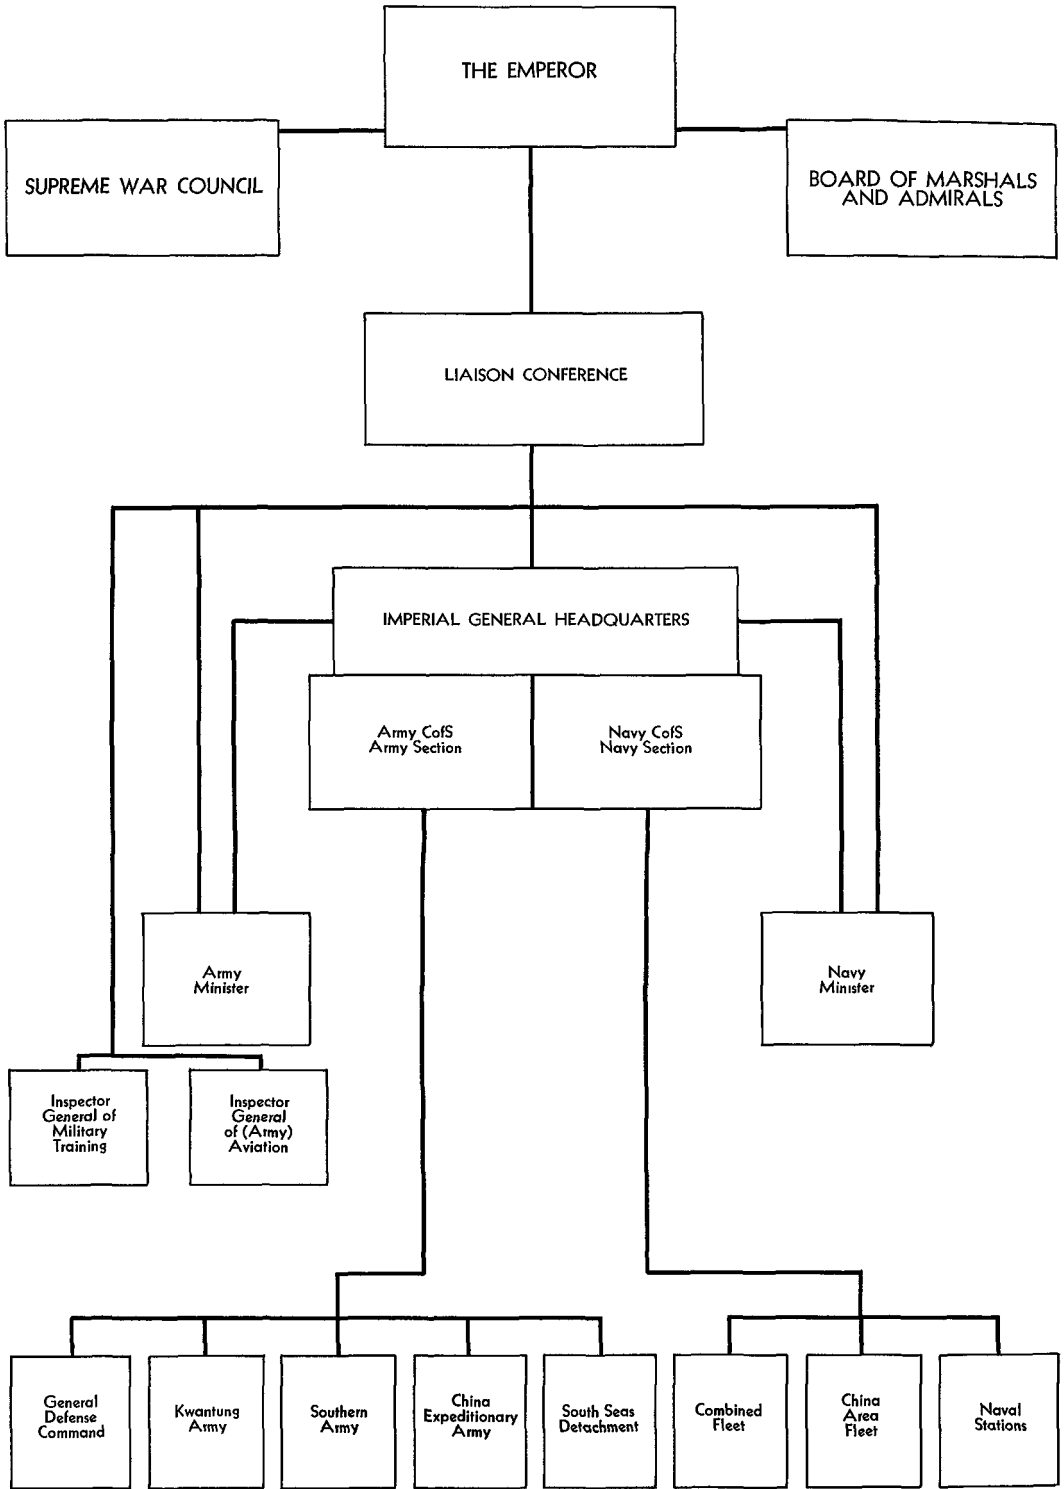 THE EMPEROR
SUPREME WAR COUNCIL
BOARD OF MARSHALS
AND ADMIRALS
LIAISON CONFERENCE
IMPERIAL GENERAL HEADQUARTERS
Army CofS
Army Section
Navy CofS
Navy Section
Army
Minister
Navy
Minister
Inspector
General of
Military
Training
Inspector
General
of (Army)
Aviation
General
Defense
Command
Kwantung
Army
Southern
Army
China
Expeditionary
Army
South Seas
Detachment
Combined
Fleet
China
Area
Fleet
Naval
Stations